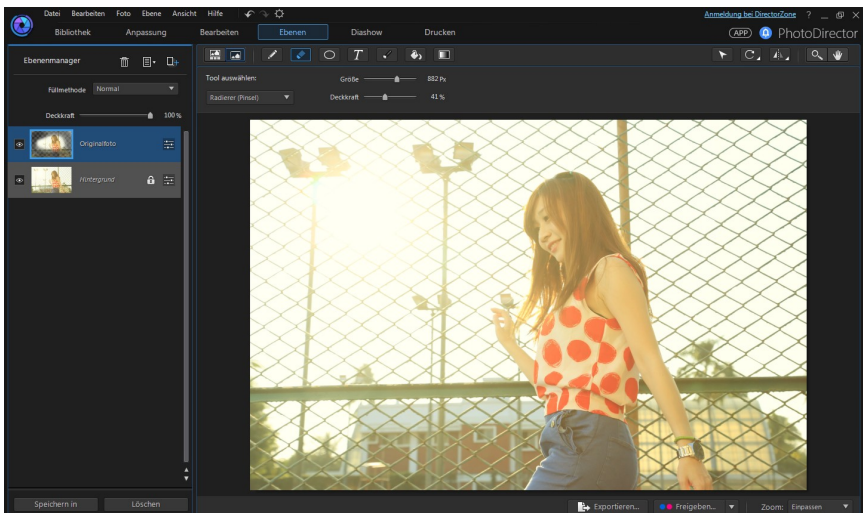 Datei Bearbeiten Foto Ebene Ansicht Hilfe Anmeldung bei DirectorZone ?
Bibliothek Anpassung Bearbeiten Ebenen Diashow Drucken APP PhotoDirector
Ebenenmanager
Tool auswählen: Größe 882 Px
Füllmethode Normal
Radierer (Pinsel) Deckkraft 41 %
Deckkraft 100 %
Originalfoto
Hintergrund
Speichern in Löschen Exportieren... Freigeben... Zoom: Einpassen